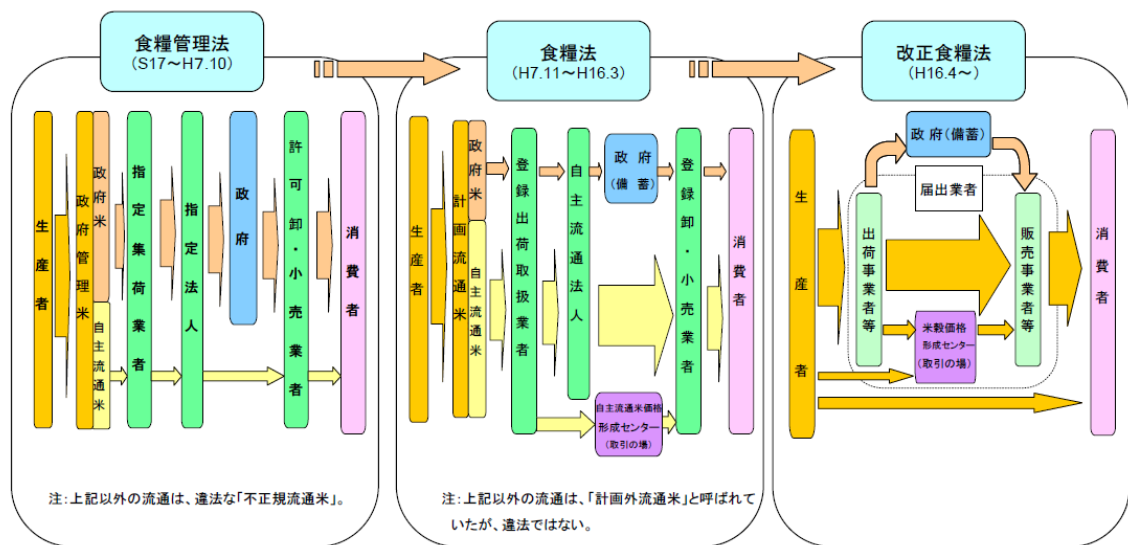 食糧管理法
（S17～H7.10）
生産者
政府管理米
政府米
自主流通米
指定集荷業者
指定法人
政府
許可卸・小売業者
消費者
注：上記以外の流通は、違法な「不正規流通米」。
食糧法
（H7.11～H16.3）
生産者
計画流通米
政府米
自主流通米
登録出荷取扱業者
自主流通法人
政府
（備蓄）
自主流通米価格
形成センター
（取引の場）
登録卸・小売業者
消費者
注：上記以外の流通は、「計画外流通米」と呼ばれて
いたが、違法ではない。
改正食糧法
（H16.4～）
生産者
政府（備蓄）
届出業者
出荷事業者等
米穀価格
形成センター
（取引の場）
販売事業者等
消費者